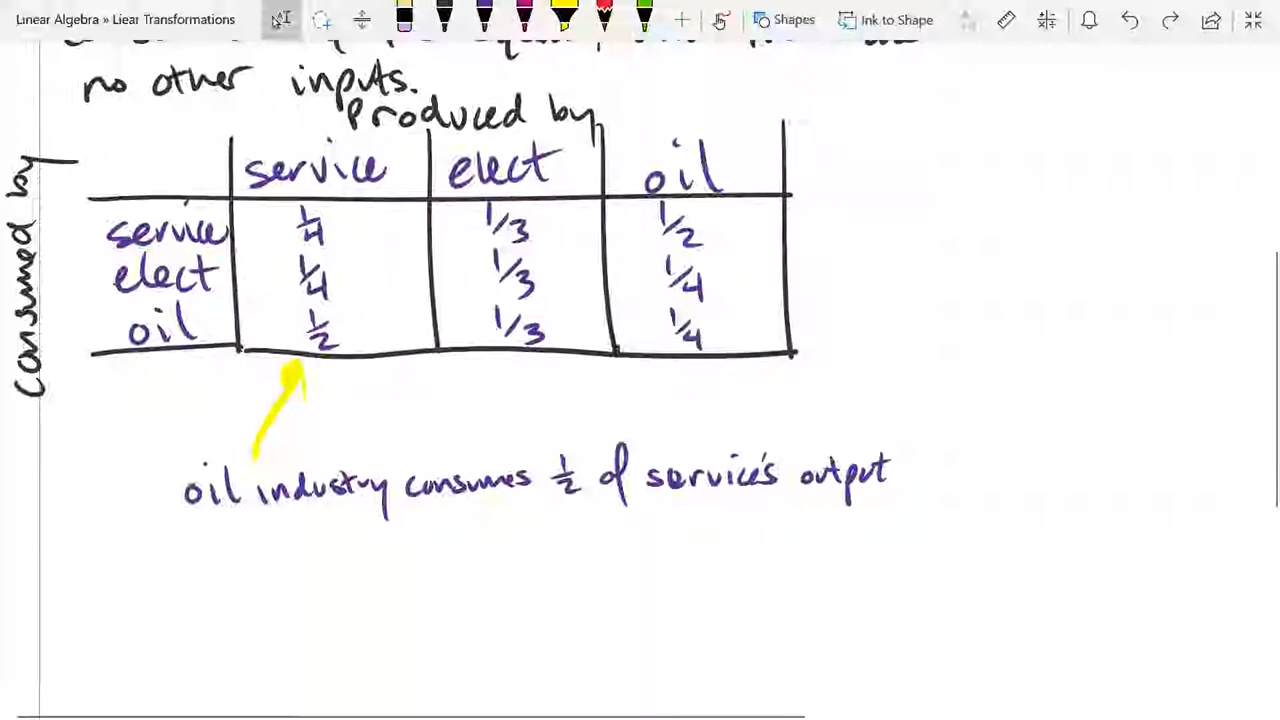 Linear Algebra » Liear Transformations
Shapes
Ink to Shape
no other inputs.
Produced by
Consumed by
service elect oil
service 1/4 1/3 1/2
elect 1/4 1/3 1/4
oil 1/2 1/3 1/4
oil industry consumes 1/2 of service's output